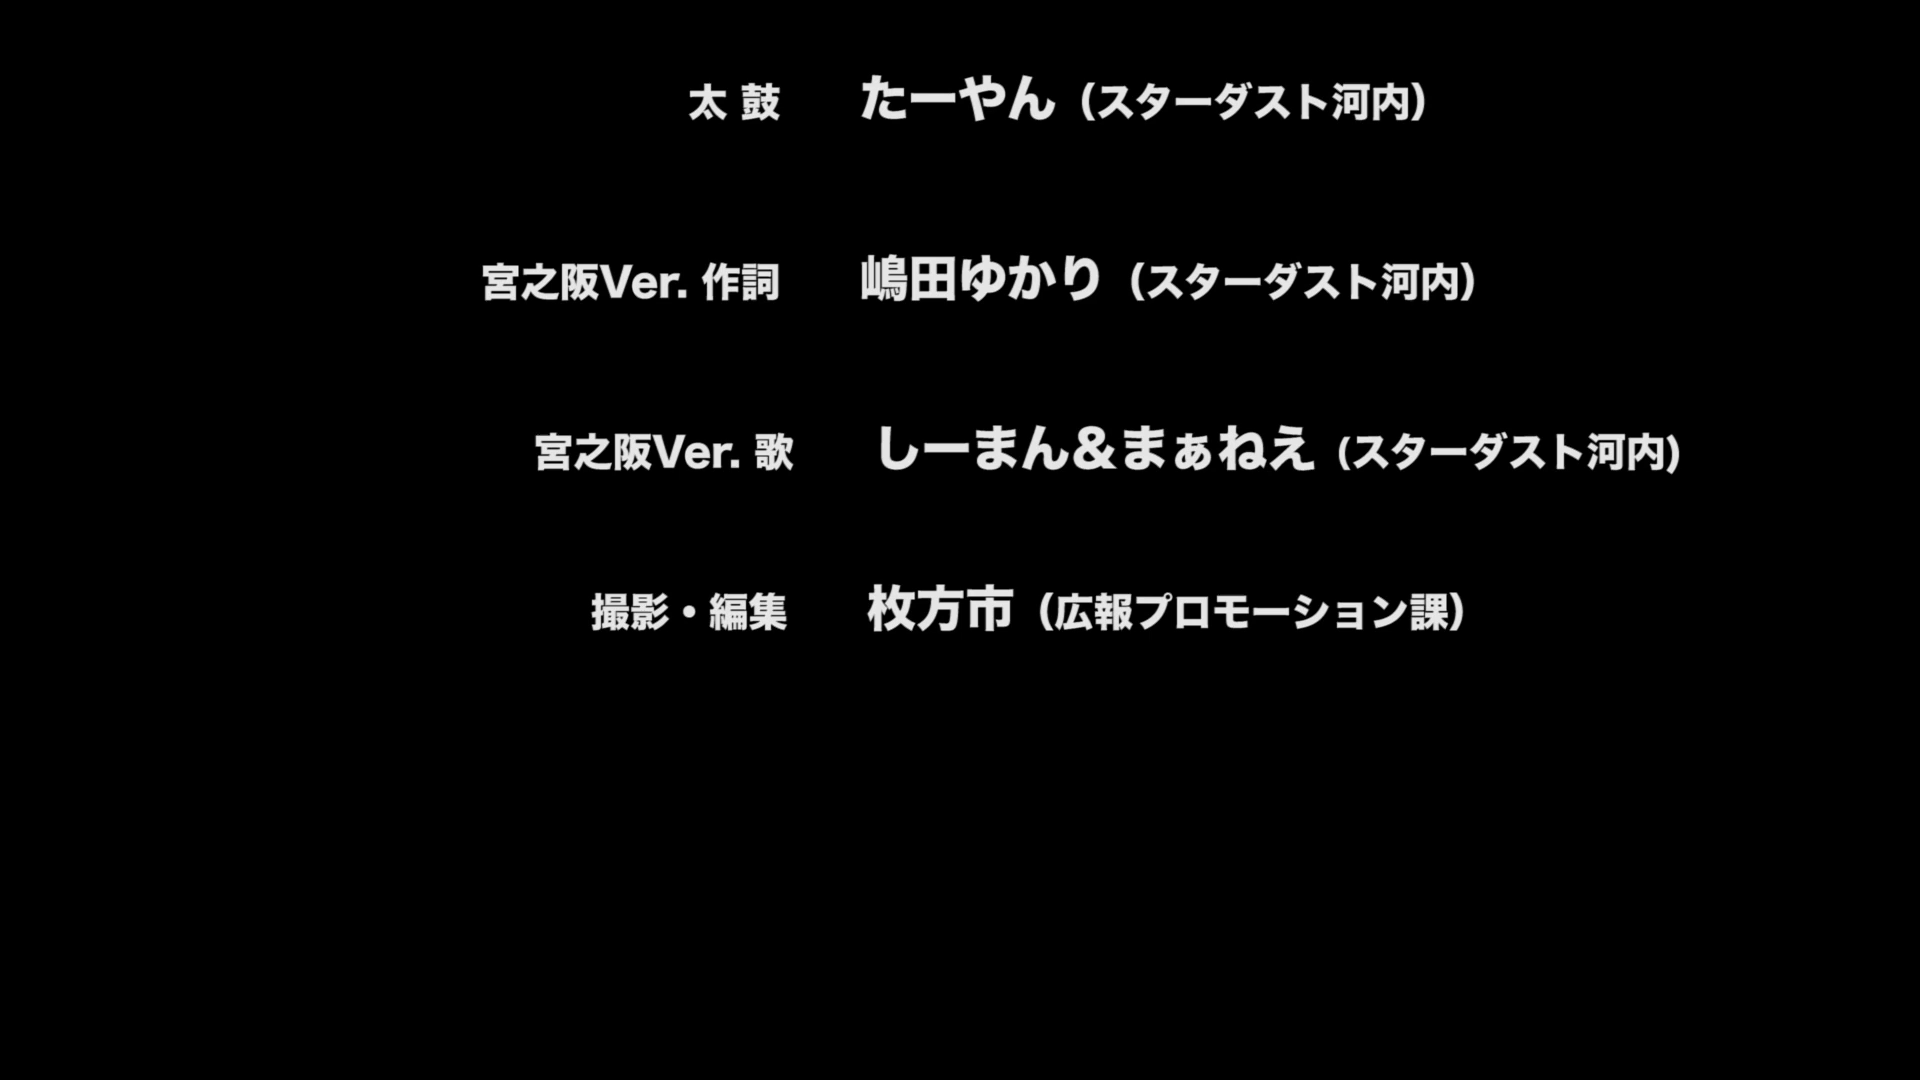 太 鼓 たーやん（スターダスト河内）
宮之阪Ver. 作詞 嶋田ゆかり（スターダスト河内）
宮之阪Ver. 歌 しーまん＆まぁねえ (スターダスト河内)
撮影・編集 枚方市（広報プロモーション課）